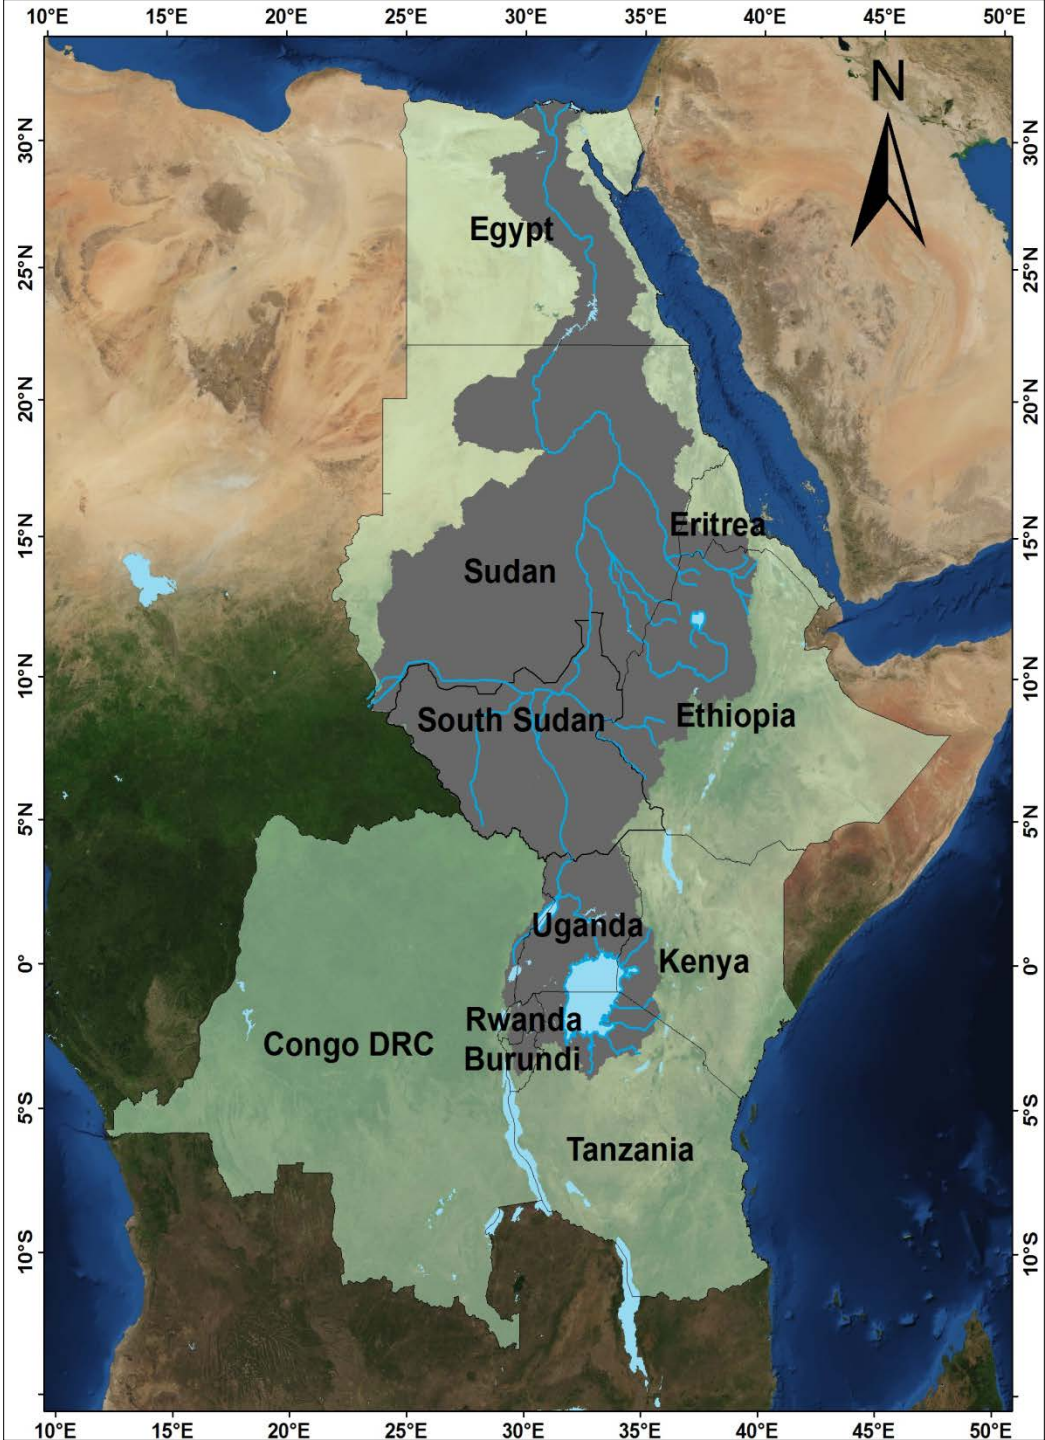 10°E 15°E 20°E 25°E 30°E 35°E 40°E 45°E 50°E
N
30°N 30°N
Egypt
25°N 25°N
20°N 20°N
Eritrea
15°N 15°N
Sudan
10°N 10°N
South Sudan Ethiopia
5°N 5°N
Uganda
Kenya
0° 0°
Rwanda
Congo DRC
Burundi
5°S 5°S
Tanzania
10°S 10°S
10°E 15°E 20°E 25°E 30°E 35°E 40°E 45°E 50°E